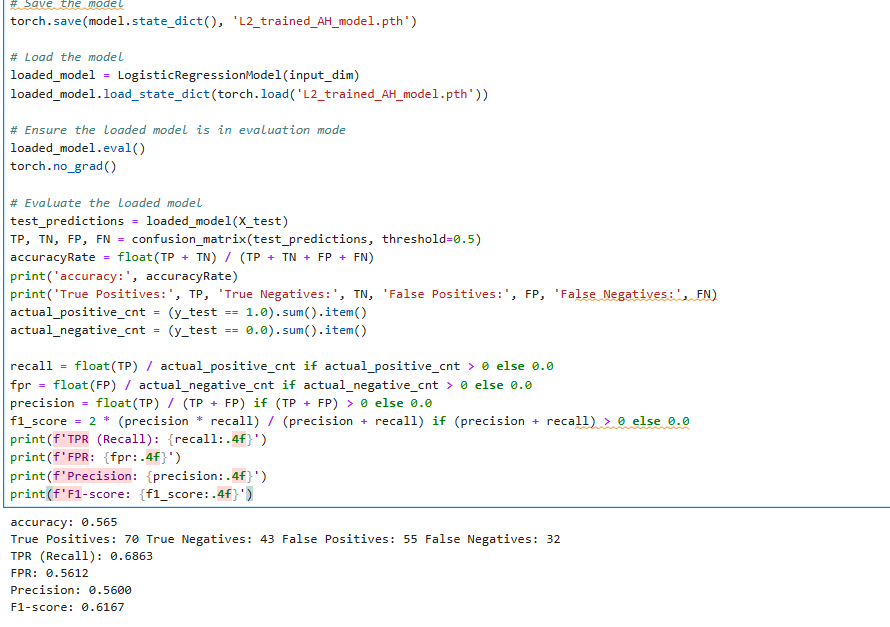 # Save the model
torch.save(model.state_dict(), 'L2_trained_AH_model.pth')
# Load the model
loaded_model = LogisticRegressionModel(input_dim)
loaded_model.load_state_dict(torch.load('L2_trained_AH_model.pth'))
# Ensure the loaded model is in evaluation mode
loaded_model.eval()
torch.no_grad()
# Evaluate the loaded model
test_predictions = loaded_model(X_test)
TP, TN, FP, FN = confusion_matrix(test_predictions, threshold=0.5)
accuracyRate = float(TP + TN) / (TP + TN + FP + FN)
print('accuracy:', accuracyRate)
print('True Positives:', TP, 'True Negatives:', TN, 'False Positives:', FP, 'False Negatives:', FN)
actual_positive_cnt = (y_test == 1.0).sum().item()
actual_negative_cnt = (y_test == 0.0).sum().item()
recall = float(TP) / actual_positive_cnt if actual_positive_cnt > 0 else 0.0
fpr = float(FP) / actual_negative_cnt if actual_negative_cnt > 0 else 0.0
precision = float(TP) / (TP + FP) if (TP + FP) > 0 else 0.0
f1_score = 2 * (precision * recall) / (precision + recall) if (precision + recall) > 0 else 0.0
print(f'TPR (Recall): {recall:.4f}')
print(f'FPR: {fpr:.4f}')
print(f'Precision: {precision:.4f}')
print(f'F1-score: {f1_score:.4f}')
accuracy: 0.565
True Positives: 70 True Negatives: 43 False Positives: 55 False Negatives: 32
TPR (Recall): 0.6863
FPR: 0.5612
Precision: 0.5600
F1-score: 0.6167